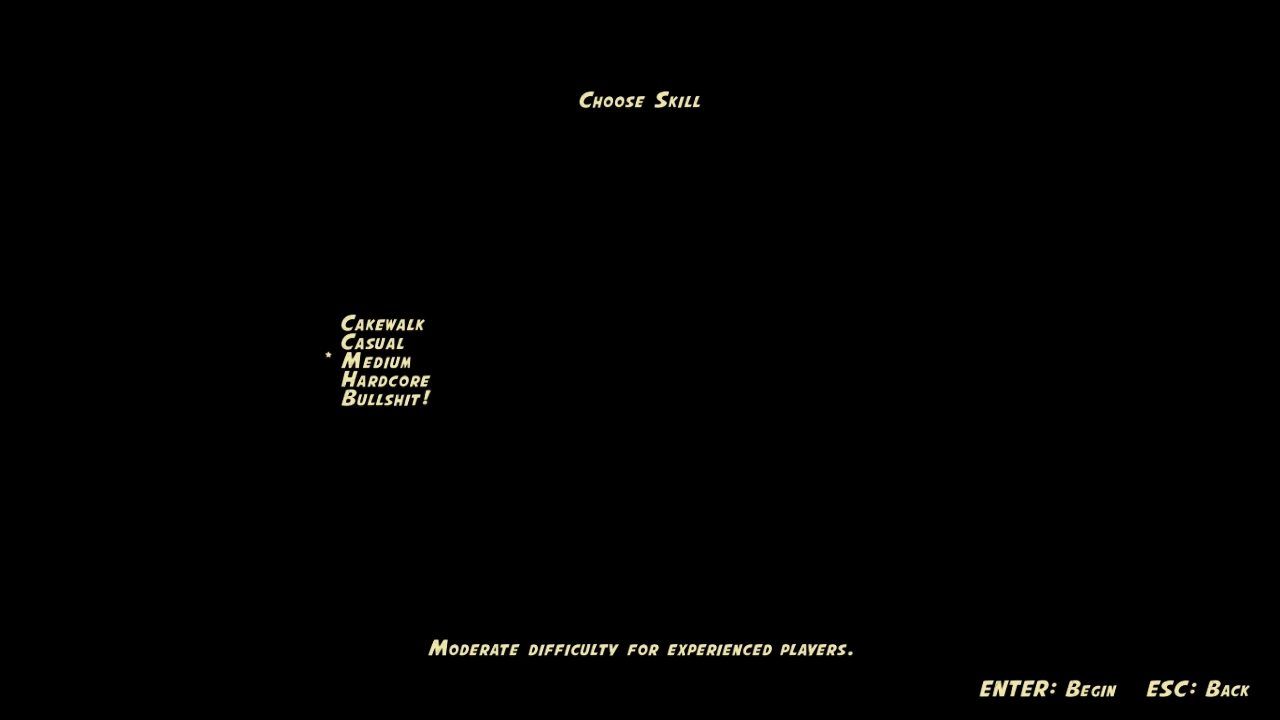 Choose Skill
Cakewalk
Casual
* Medium
Hardcore
Bullshit!
Moderate difficulty for experienced players.
ENTER: Begin ESC: Back